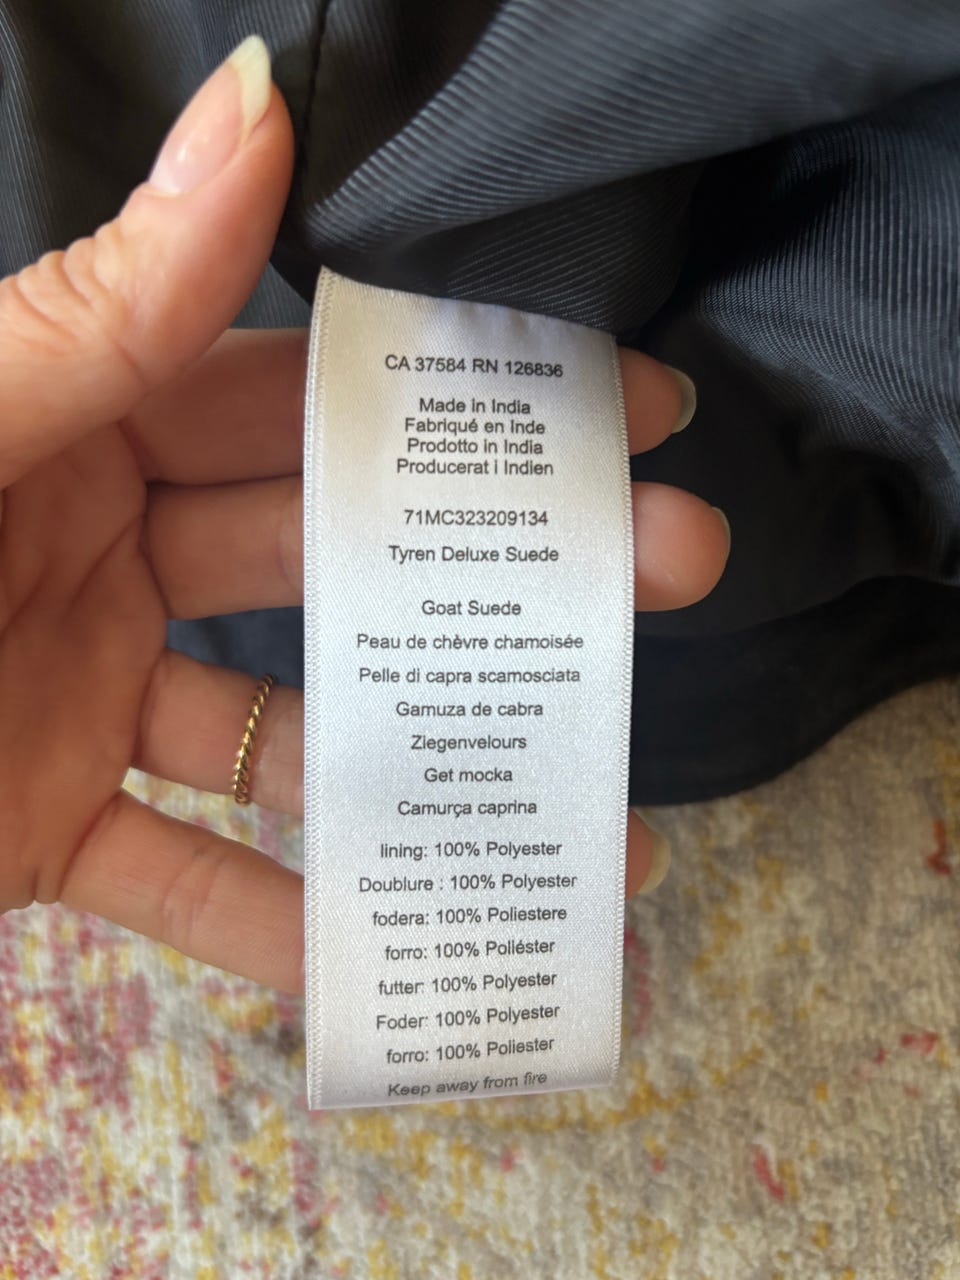 CA 37584 RN 126836
Made in India
Fabriqué en Inde
Prodotto in India
Producerat i Indien
71MC323209134
Tyren Deluxe Suede
Goat Suede
Peau de chèvre chamoisée
Pelle di capra scamosciata
Gamuza de cabra
Ziegenvelours
Get mocka
Camurça caprina
lining: 100% Polyester
Doublure : 100% Polyester
fodera: 100% Poliestere
forro: 100% Poliéster
futter: 100% Polyester
Foder: 100% Polyester
forro: 100% Poliester
Keep away from fire